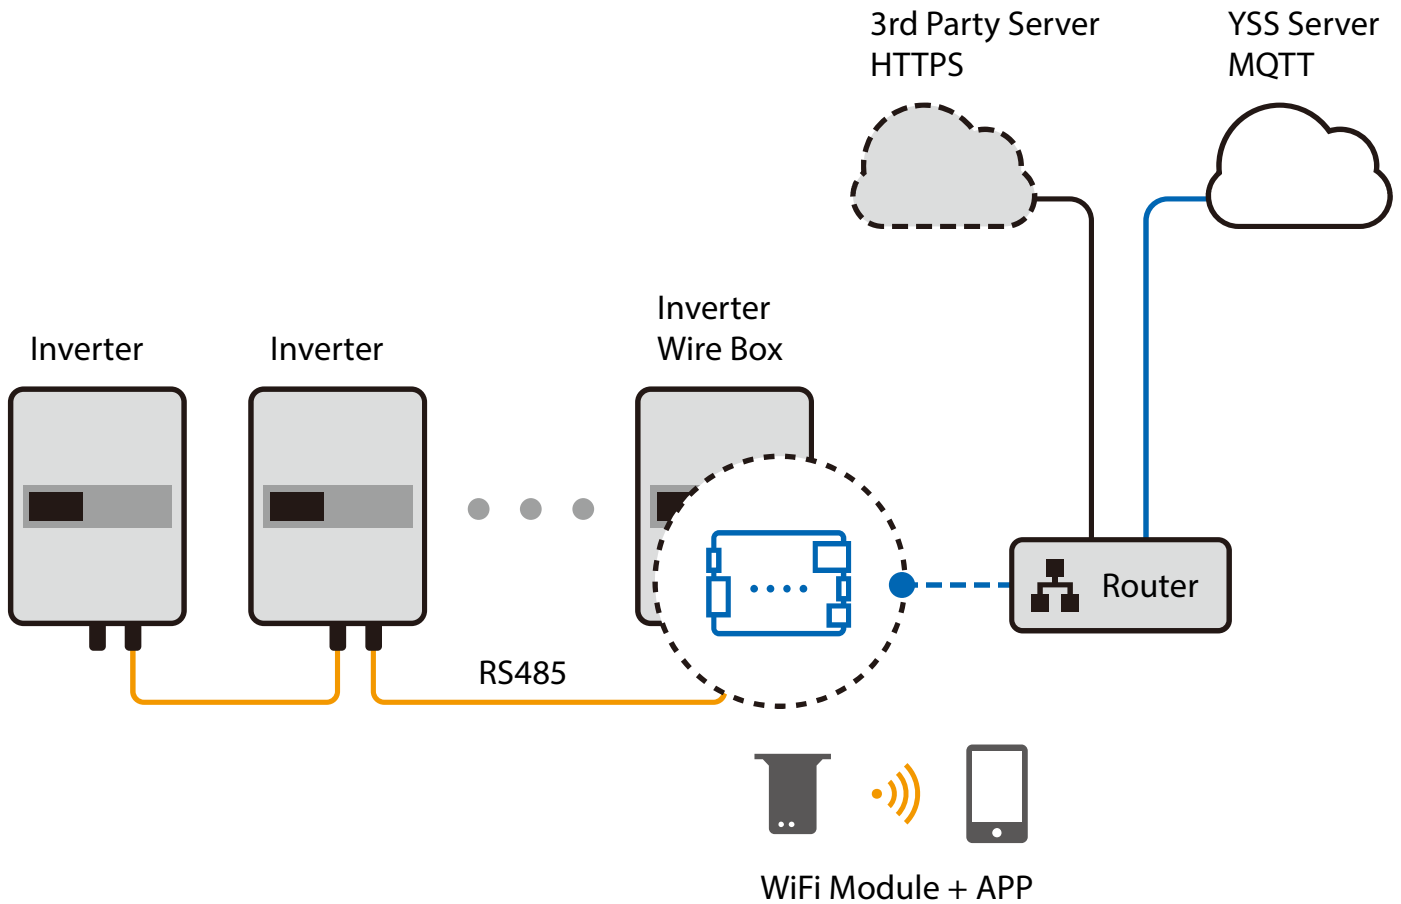 3rd Party Server
HTTPS
YSS Server
MQTT
Inverter
Inverter
Inverter
Wire Box
Router
RS485
WiFi Module + APP